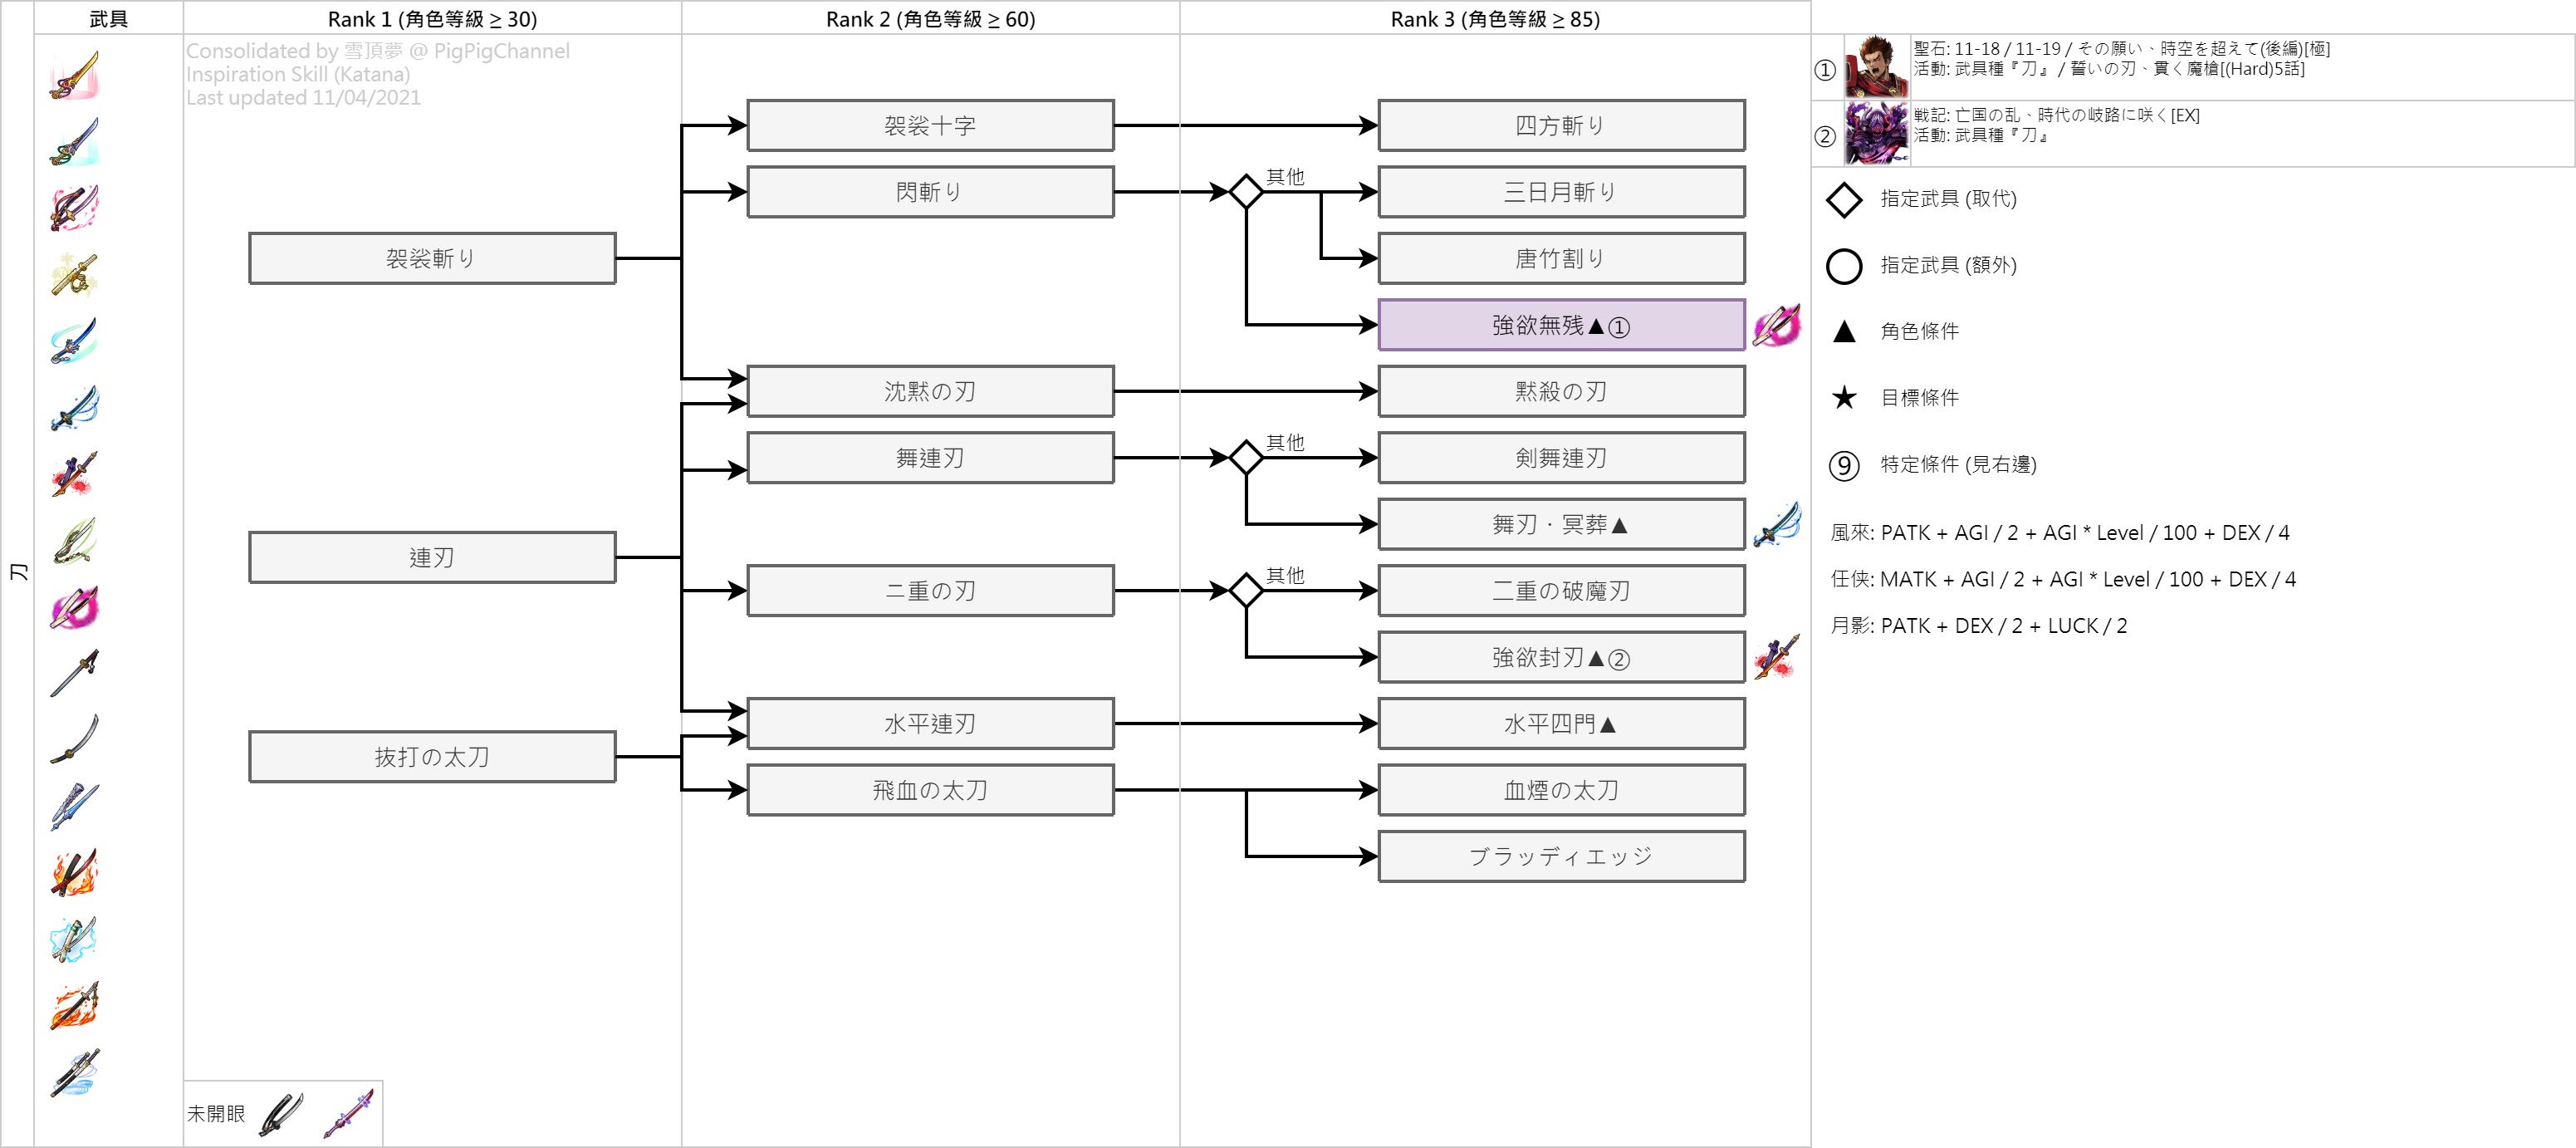 武具
Rank 1 (角色等級 ≥ 30)
Rank 2 (角色等級 ≥ 60)
Rank 3 (角色等級 ≥ 85)
Consolidated by 雪頂夢 @ PigPigChannel
Inspiration Skill (Katana)
Last updated 11/04/2021
刀
袈裟斬り
連刃
抜打の太刀
袈裟十字
閃斬り
沈黙の刃
舞連刃
ニ重の刃
水平連刃
飛血の太刀
其他
其他
其他
四方斬り
三日月斬り
唐竹割り
強欲無残▲①
黙殺の刃
剣舞連刃
舞刃・冥葬▲
二重の破魔刃
強欲封刃▲②
水平四門▲
血煙の太刀
ブラッディエッジ
未開眼
①
聖石: 11-18 / 11-19 / その願い、時空を超えて(後編)[極]
活動: 武具種『刀』 / 誓いの刃、貫く魔槍[(Hard)5話]
②
戦記: 亡国の乱、時代の岐路に咲く[EX]
活動: 武具種『刀』
指定武具 (取代)
指定武具 (額外)
▲ 角色條件
★ 目標條件
⑨ 特定條件 (見右邊)
風來: PATK + AGI / 2 + AGI * Level / 100 + DEX / 4
任侠: MATK + AGI / 2 + AGI * Level / 100 + DEX / 4
月影: PATK + DEX / 2 + LUCK / 2